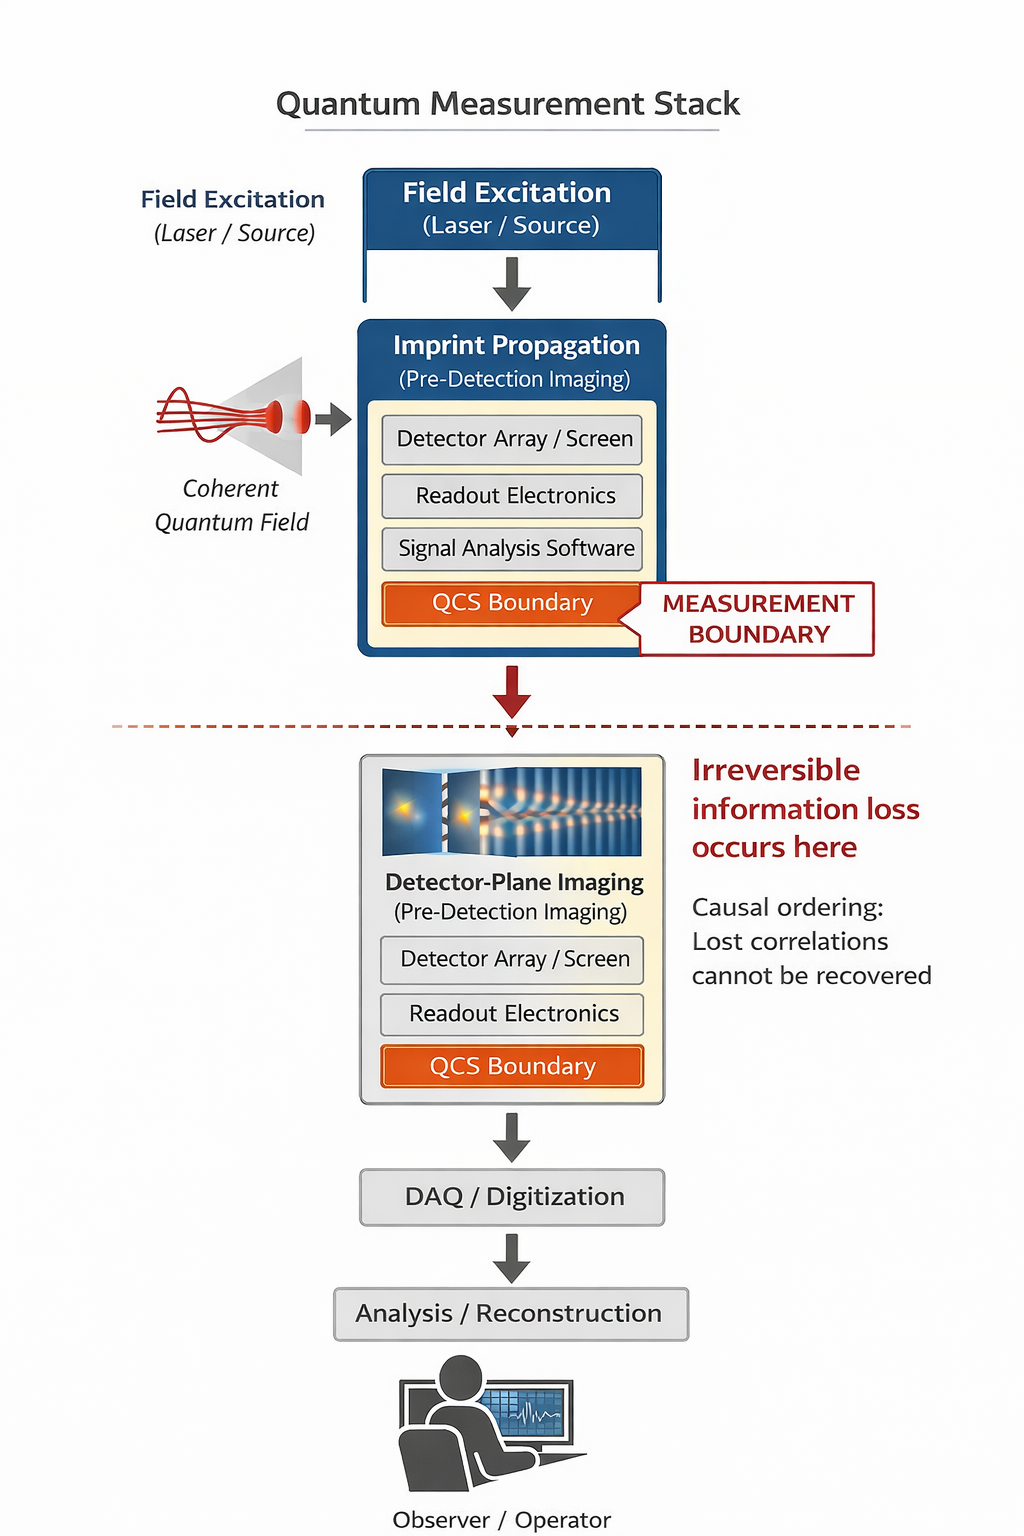 Quantum Measurement Stack
Field Excitation
(Laser / Source)
Field Excitation
(Laser / Source)
Imprint Propagation
(Pre-Detection Imaging)
Detector Array / Screen
Readout Electronics
Signal Analysis Software
QCS Boundary
MEASUREMENT
BOUNDARY
Coherent
Quantum Field
Irreversible
information loss
occurs here
Causal ordering:
Lost correlations
cannot be recovered
Detector-Plane Imaging
(Pre-Detection Imaging)
Detector Array / Screen
Readout Electronics
QCS Boundary
DAQ / Digitization
Analysis / Reconstruction
Observer / Operator